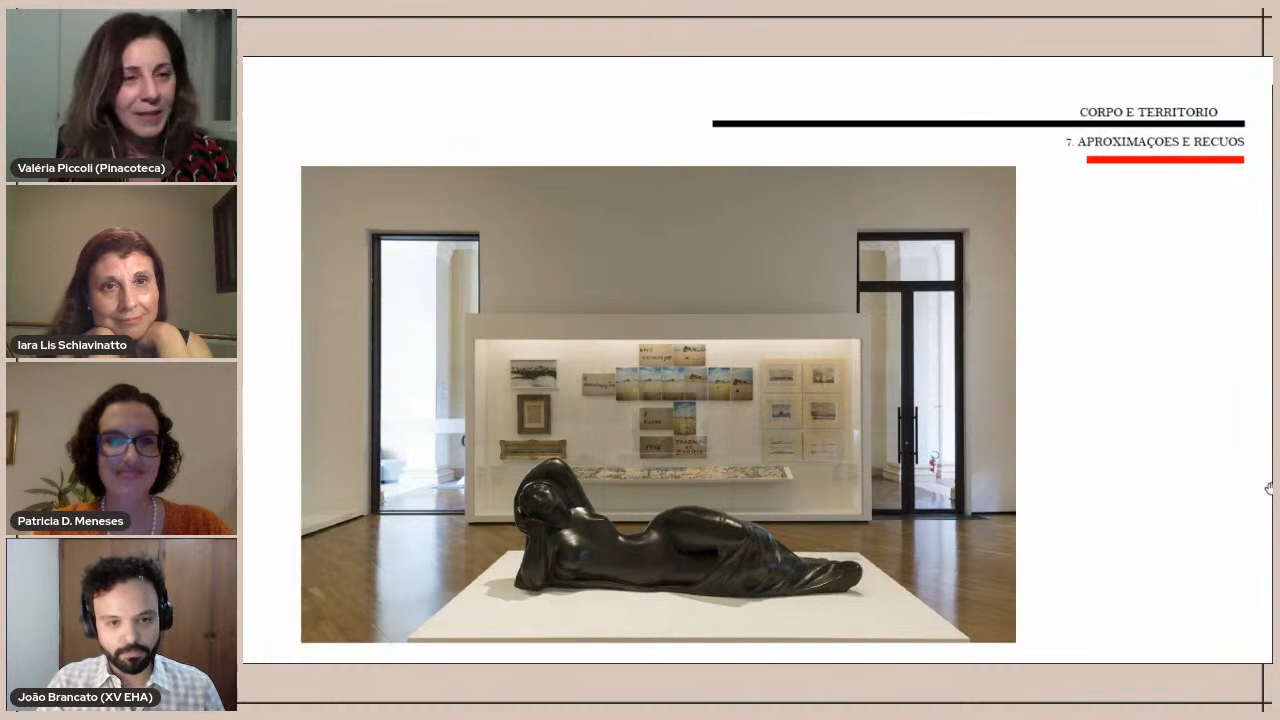 Valéria Piccoli (Pinacoteca)
Iara Lis Schiavinatto
Patricia D. Meneses
João Brancato (XV EHA)
CORPO E TERRITORIO
7. APROXIMAÇOES E RECUOS